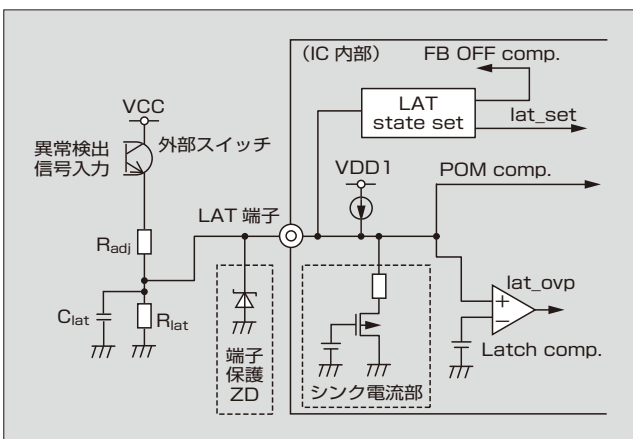 （IC 内部）
FB OFF comp.
LAT
state set
lat_set
VCC
異常検出
信号入力
外部スイッチ
VDD1
POM comp.
LAT 端子
Radj
Clat
Rlat
lat_ovp
+
−
Latch comp.
端子
保護
ZD
シンク電流部